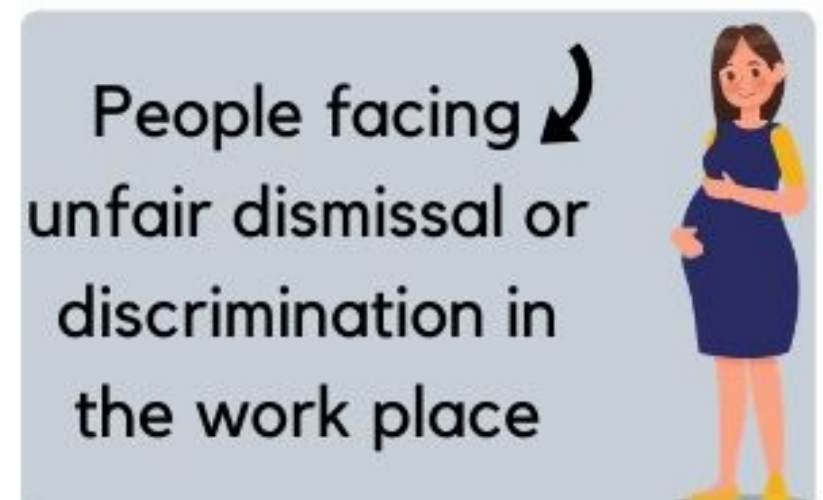 People facing
unfair dismissal or
discrimination in
the work place